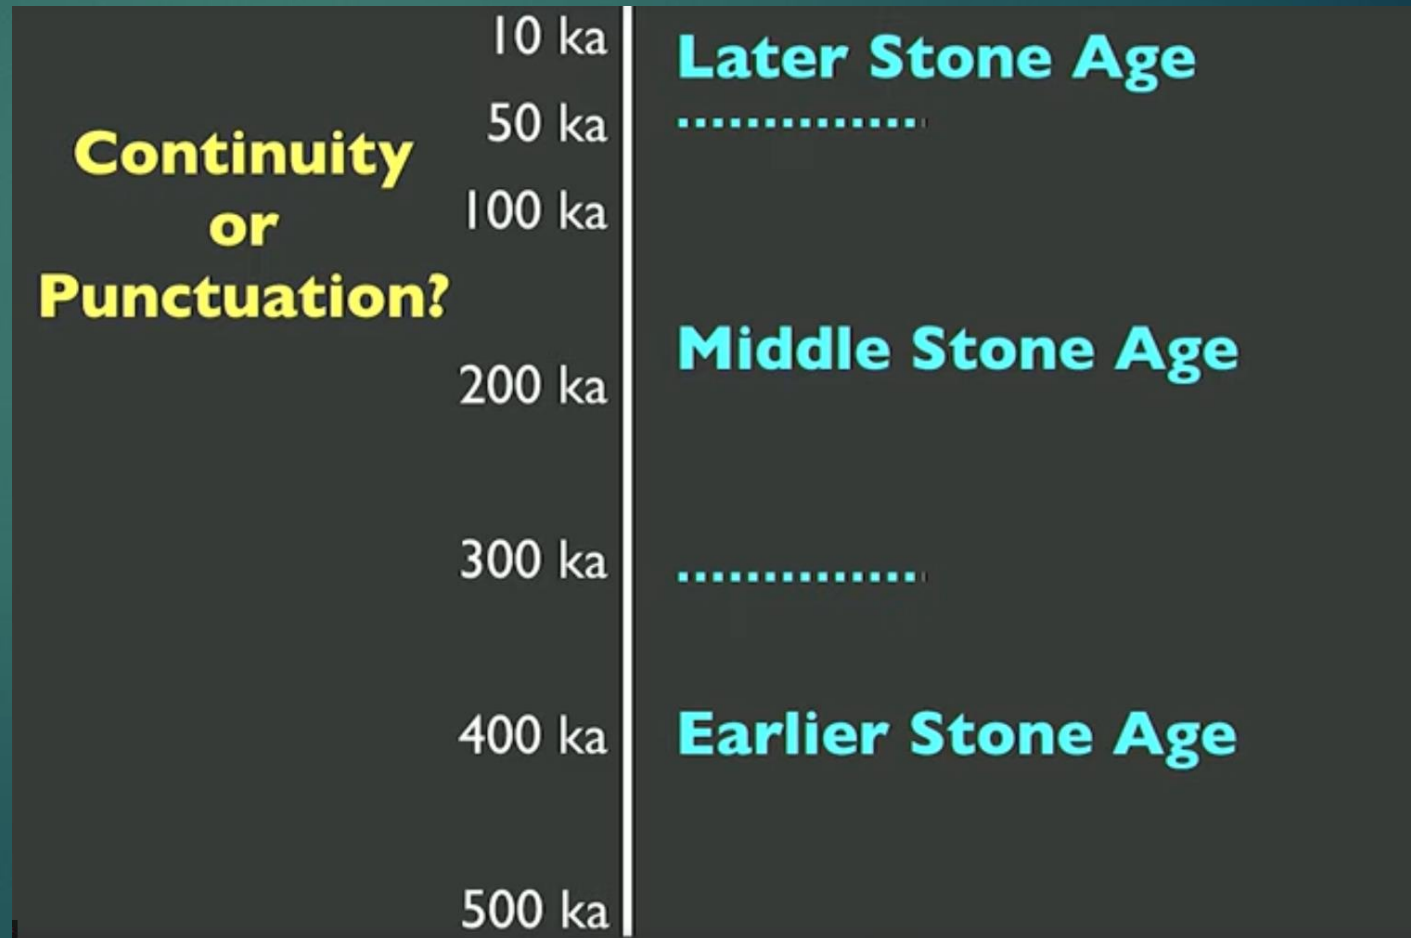 Continuity
or
Punctuation?
10 ka
50 ka
100 ka
200 ka
300 ka
400 ka
500 ka
Later Stone Age
Middle Stone Age
Earlier Stone Age